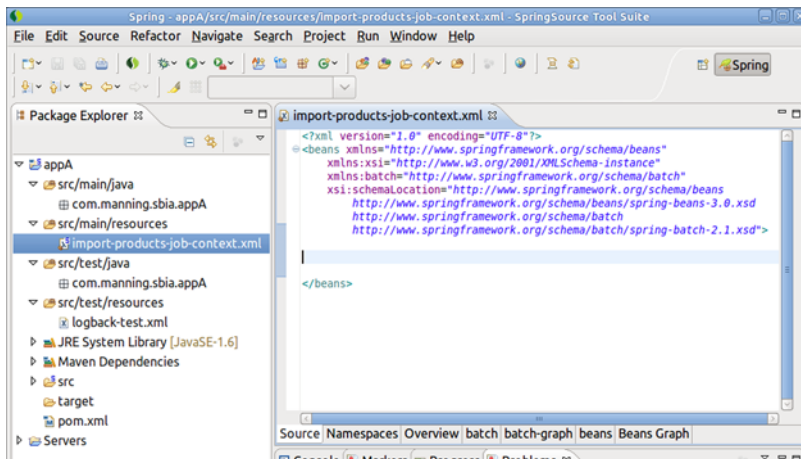 Spring - appA/src/main/resources/import-products-job-context.xml - SpringSource Tool Suite
File Edit Source Refactor Navigate Search Project Run Window Help
Spring
Package Explorer
appA
src/main/java
com.manning.sbia.appA
src/main/resources
import-products-job-context.xml
src/test/java
com.manning.sbia.appA
src/test/resources
logback-test.xml
JRE System Library [JavaSE-1.6]
Maven Dependencies
src
target
pom.xml
Servers
import-products-job-context.xml
<?xml version="1.0" encoding="UTF-8"?>
<beans xmlns="http://www.springframework.org/schema/beans"
xmlns:xsi="http://www.w3.org/2001/XMLSchema-instance"
xmlns:batch="http://www.springframework.org/schema/batch"
xsi:schemaLocation="http://www.springframework.org/schema/beans
http://www.springframework.org/schema/beans/spring-beans-3.0.xsd
http://www.springframework.org/schema/batch
http://www.springframework.org/schema/batch/spring-batch-2.1.xsd">
</beans>
Source Namespaces Overview batch batch-graph beans Beans Graph
Console Markers Progress Problems